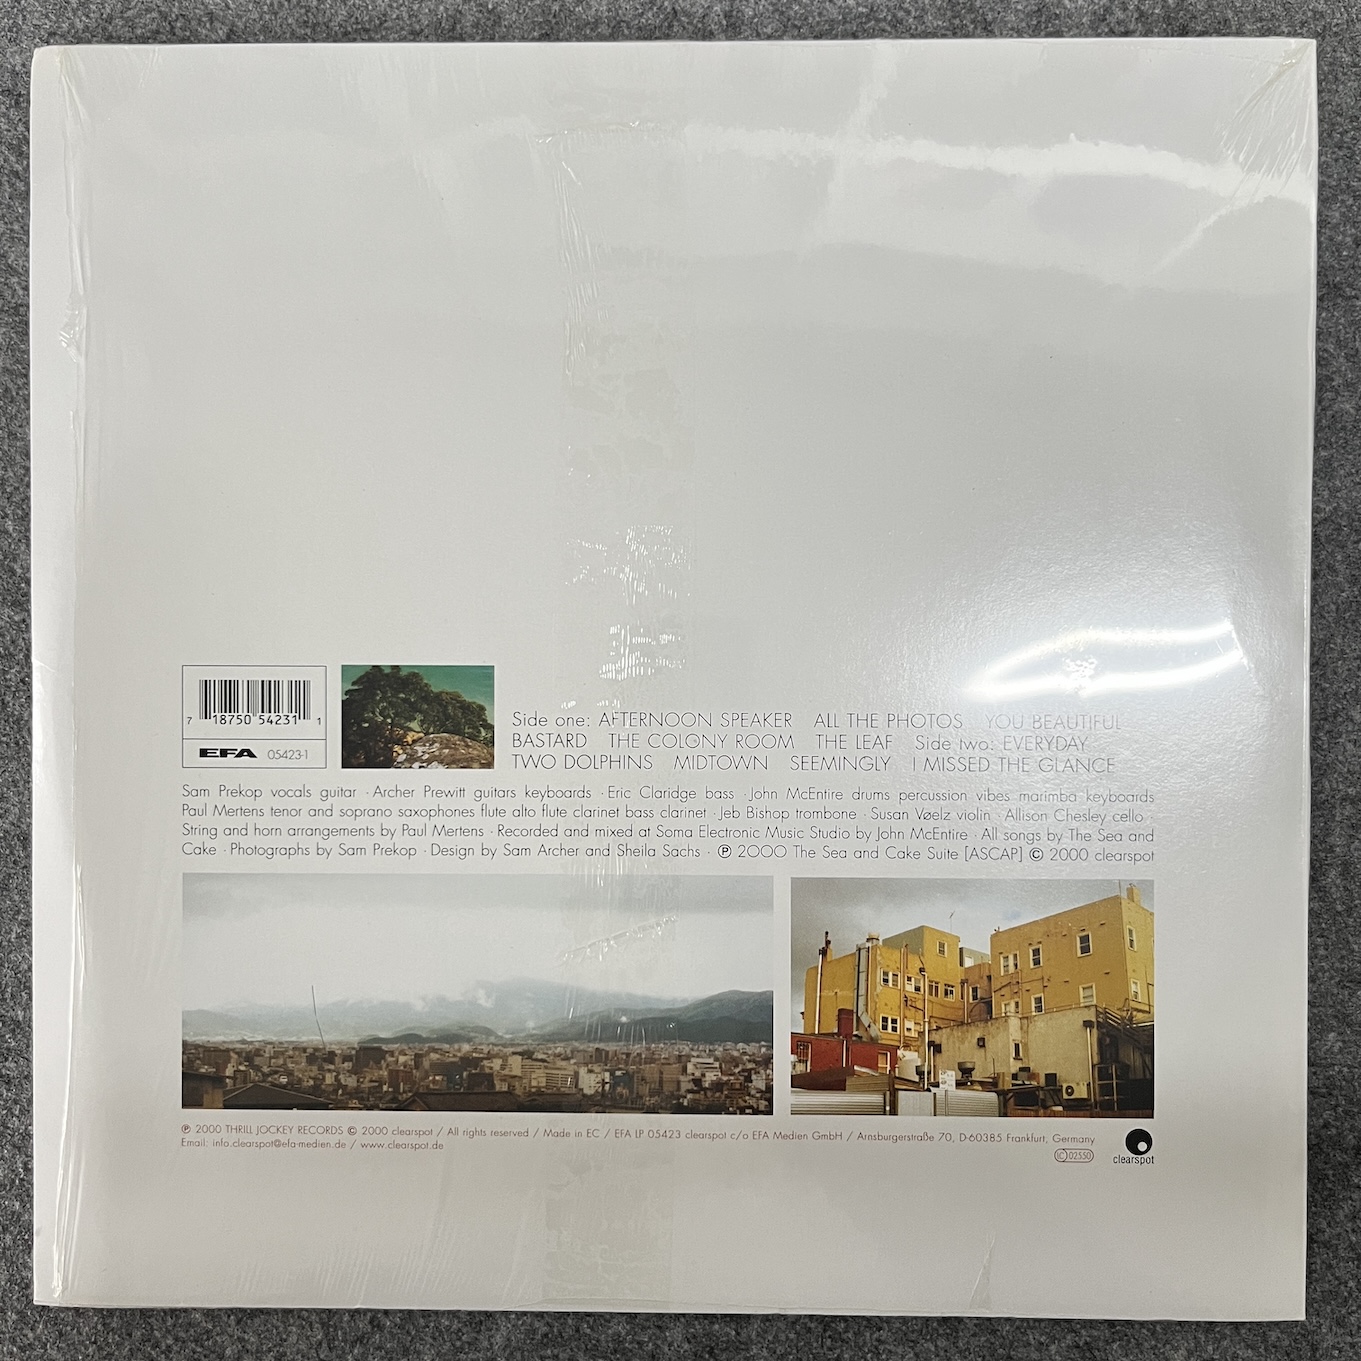 7 18750 54231 1
EFA 05423-1
Side one: AFTERNOON SPEAKER ALL THE PHOTOS YOU BEAUTIFUL
BASTARD THE COLONY ROOM THE LEAF Side two: EVERYDAY
TWO DOLPHINS MIDTOWN SEEMINGLY I MISSED THE GLANCE
Sam Prekop vocals guitar · Archer Prewitt guitars keyboards · Eric Claridge bass · John McEntire drums percussion vibes marimba keyboards
Paul Mertens tenor and soprano saxophones flute alto flute clarinet bass clarinet · Jeb Bishop trombone · Susan Vøelz violin · Allison Chesley cello ·
String and horn arrangements by Paul Mertens · Recorded and mixed at Soma Electronic Music Studio by John McEntire · All songs by The Sea and
Cake · Photographs by Sam Prekop · Design by Sam Archer and Sheila Sachs · ℗ 2000 The Sea and Cake Suite [ASCAP] © 2000 clearspot
℗ 2000 THRILL JOCKEY RECORDS © 2000 clearspot / All rights reserved / Made in EC / EFA LP 05423 clearspot c/o EFA Medien GmbH / Arnsburgerstraße 70, D-60385 Frankfurt, Germany
Email: info.clearspot@efa-medien.de / www.clearspot.de
LC 02550
clearspot